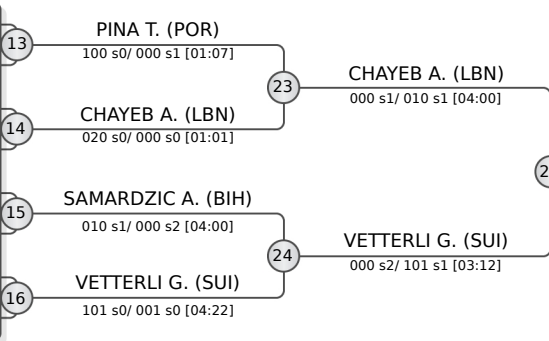 13
PINA T. (POR)
100 s0/ 000 s1 [01:07]
23
CHAYEB A. (LBN)
000 s1/ 010 s1 [04:00]
14
CHAYEB A. (LBN)
020 s0/ 000 s0 [01:01]
15
SAMARDZIC A. (BIH)
010 s1/ 000 s2 [04:00]
24
VETTERLI G. (SUI)
000 s2/ 101 s1 [03:12]
16
VETTERLI G. (SUI)
101 s0/ 001 s0 [04:22]